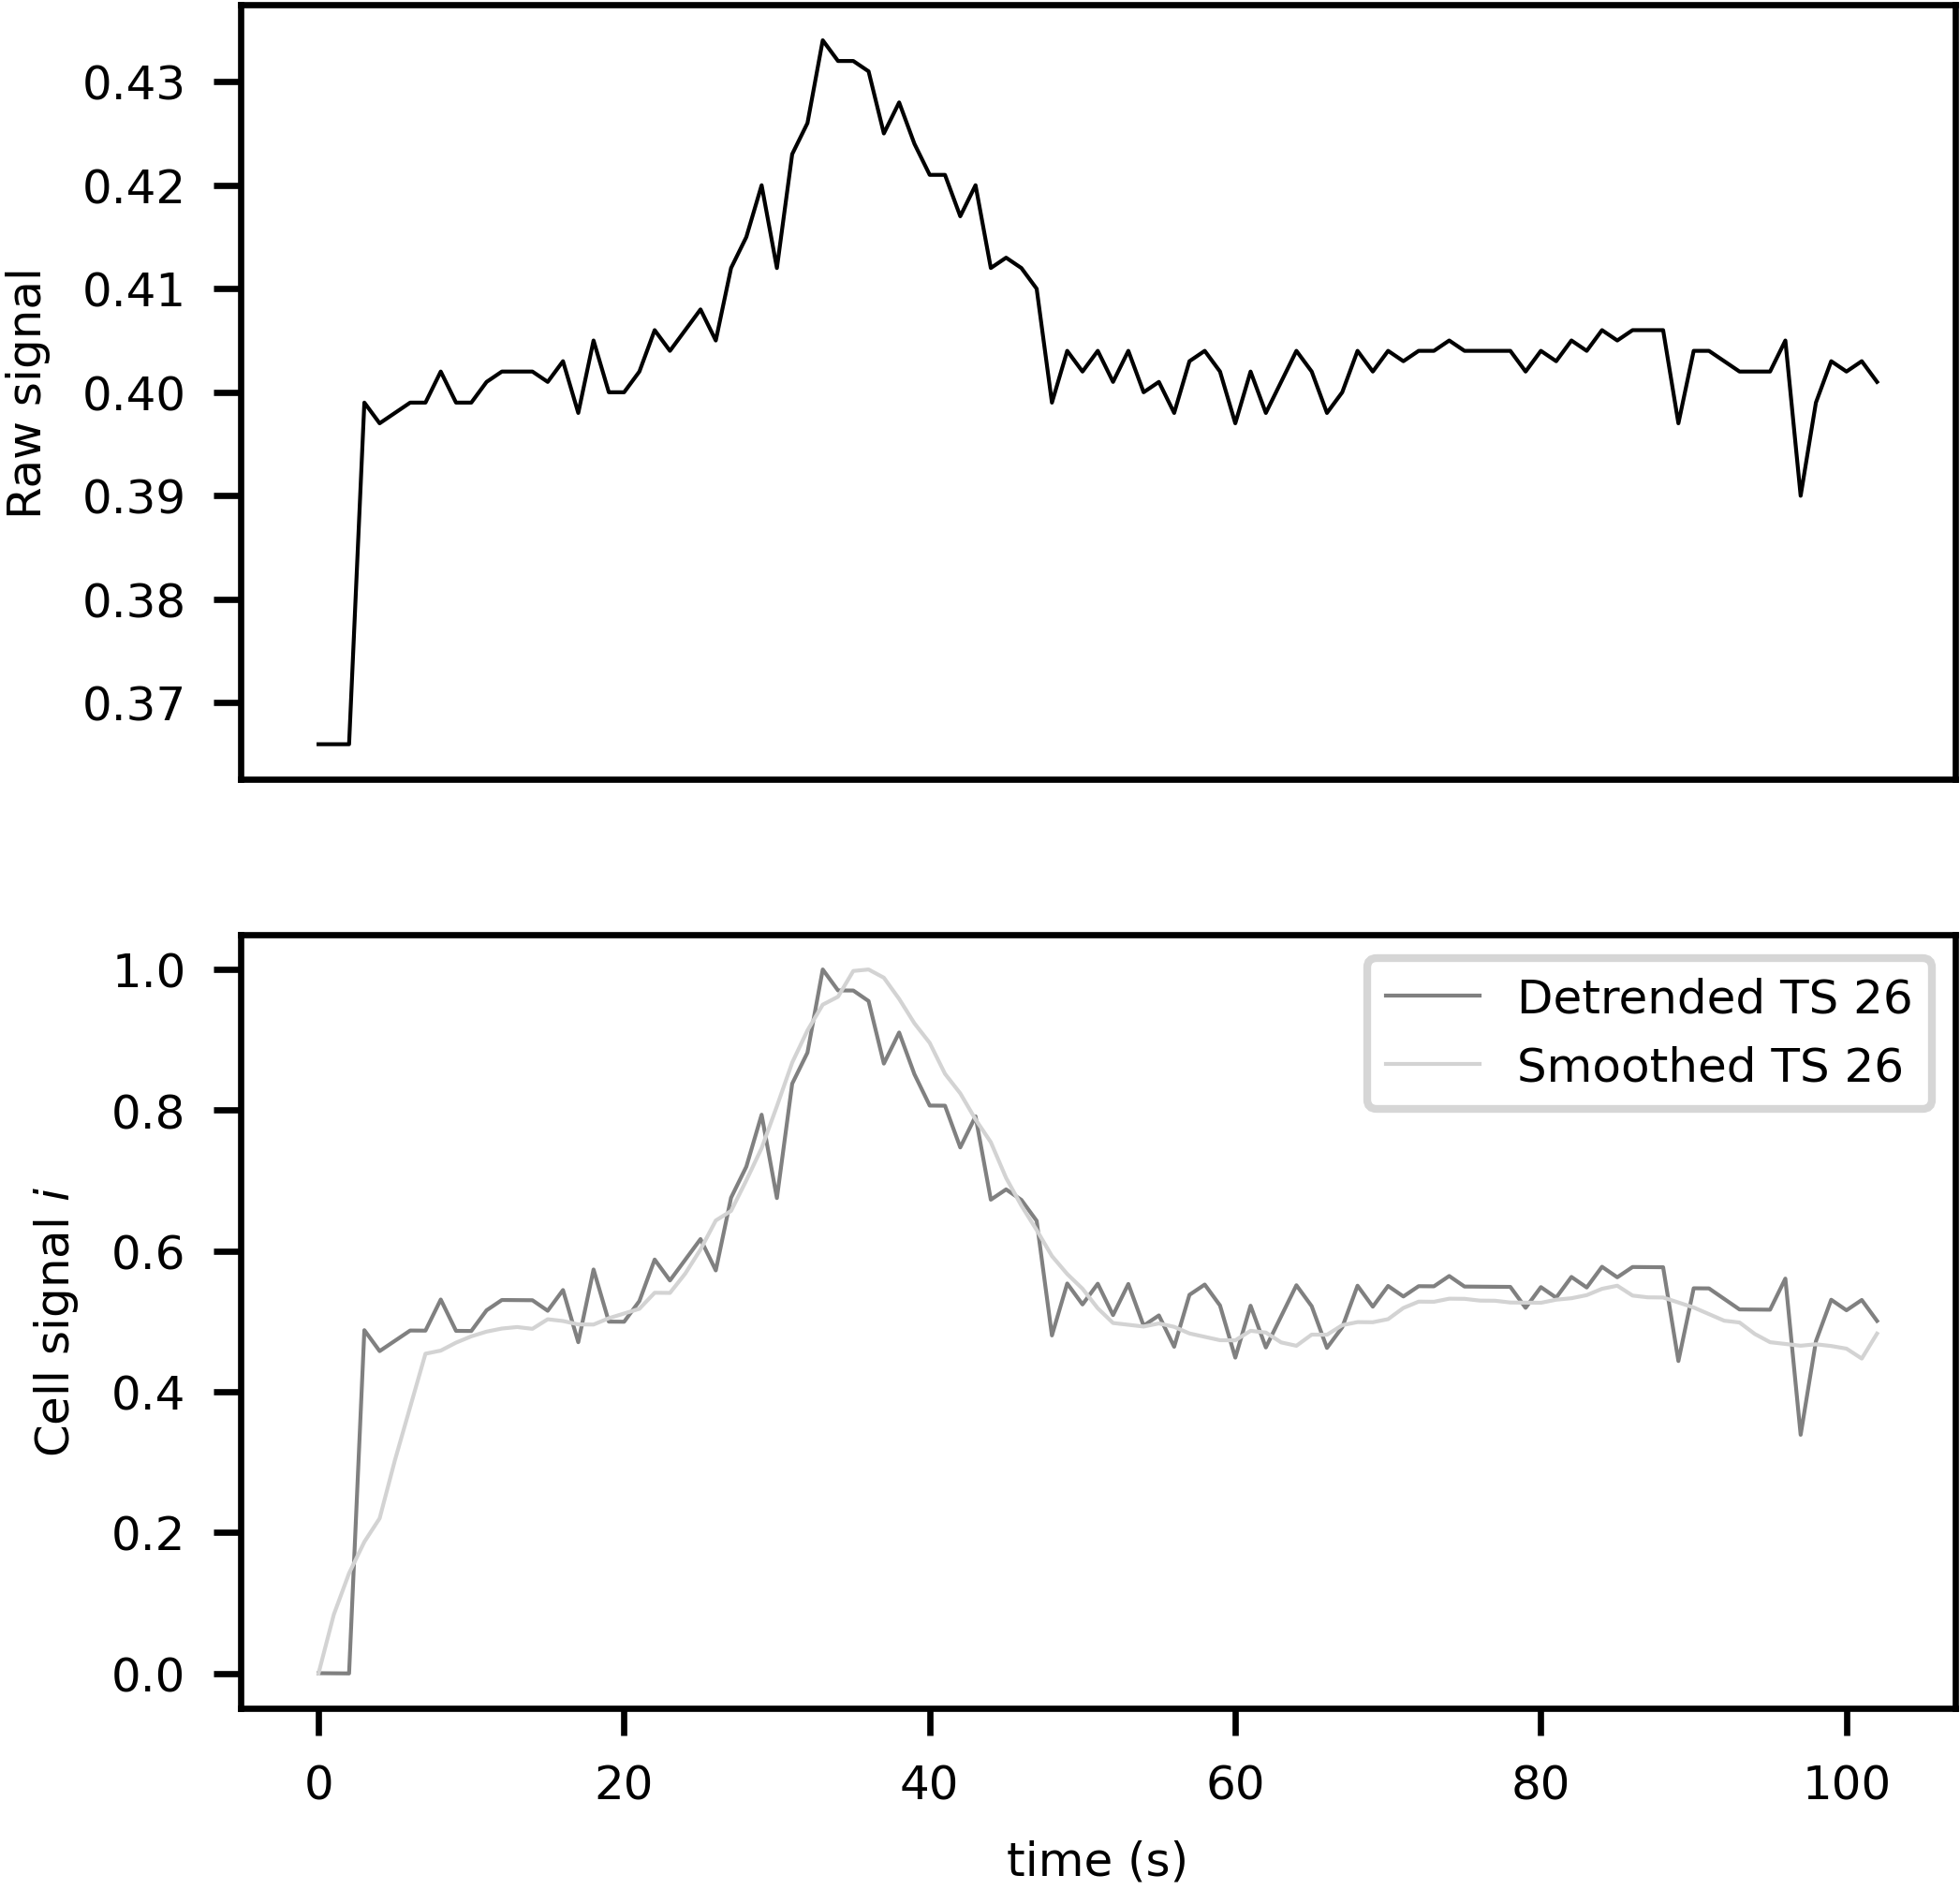 Raw signal
0.43
0.42
0.41
0.40
0.39
0.38
0.37
Cell signal i
1.0
0.8
0.6
0.4
0.2
0.0
Detrended TS 26
Smoothed TS 26
0 20 40 60 80 100
time (s)